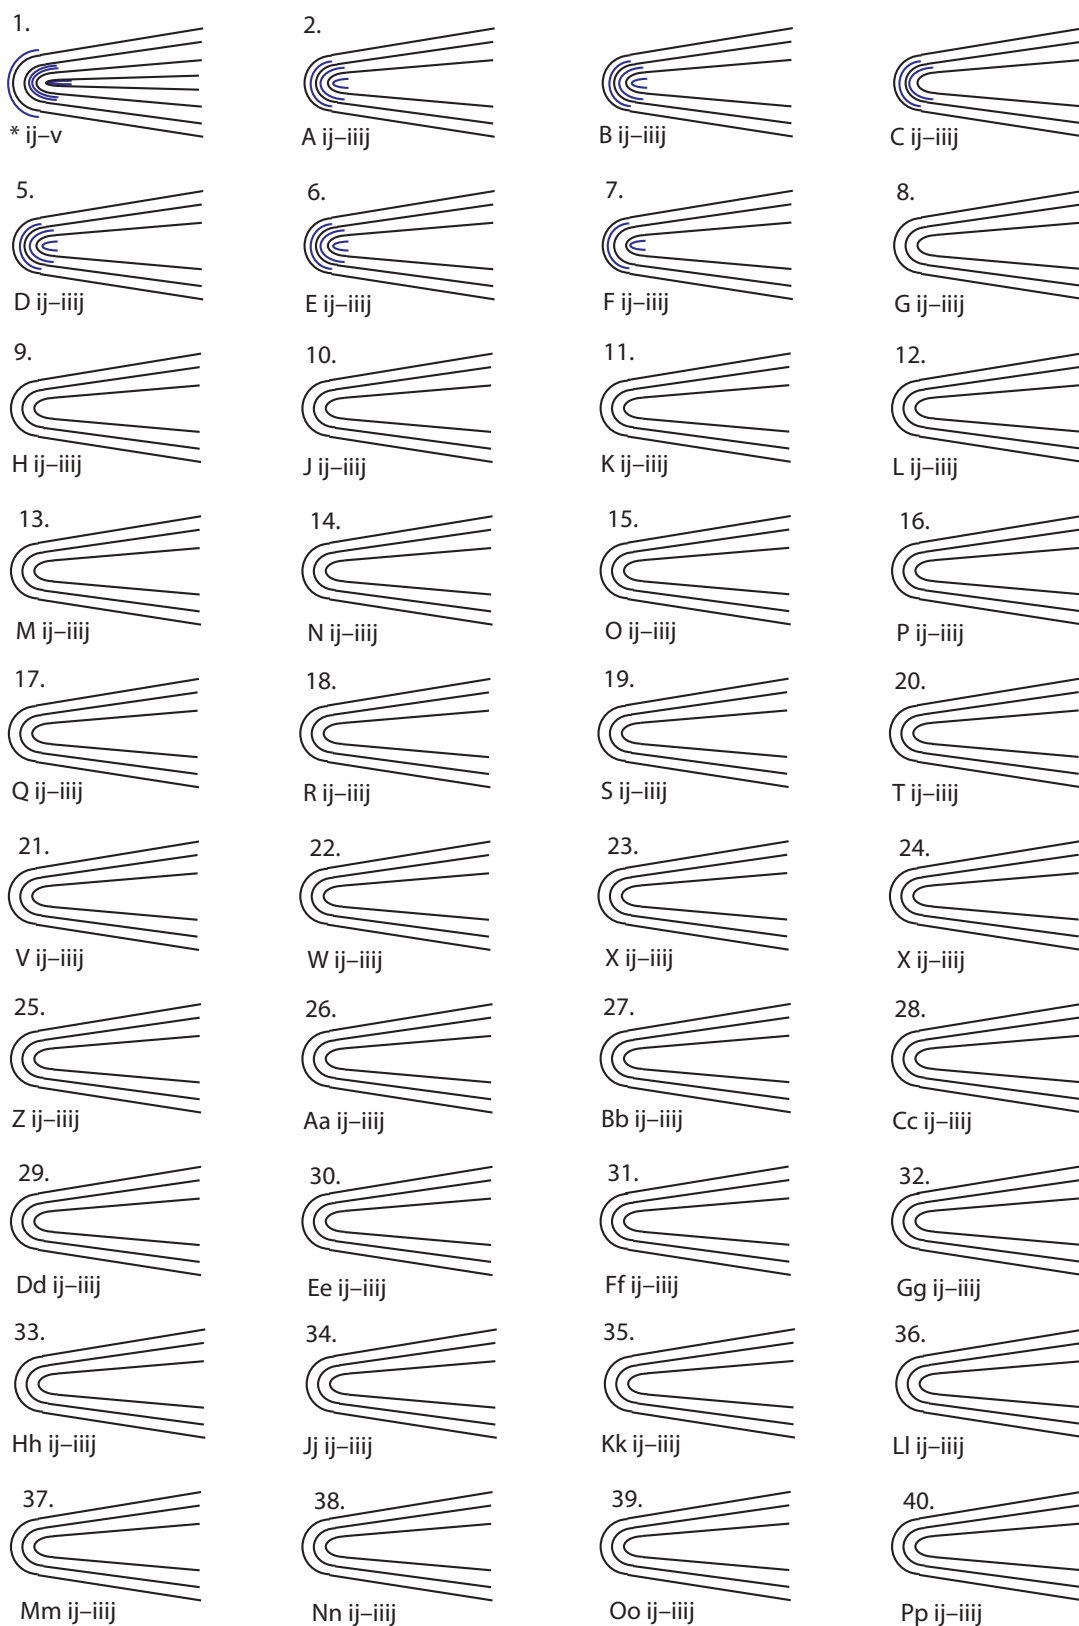 1. 2.
* ij–v A ij–iiij B ij–iiij C ij–iiij
5. 6. 7. 8.
D ij–iiij E ij–iiij F ij–iiij G ij–iiij
9. 10. 11. 12.
H ij–iiij J ij–iiij K ij–iiij L ij–iiij
13. 14. 15. 16.
M ij–iiij N ij–iiij O ij–iiij P ij–iiij
17. 18. 19. 20.
Q ij–iiij R ij–iiij S ij–iiij T ij–iiij
21. 22. 23. 24.
V ij–iiij W ij–iiij X ij–iiij X ij–iiij
25. 26. 27. 28.
Z ij–iiij Aa ij–iiij Bb ij–iiij Cc ij–iiij
29. 30. 31. 32.
Dd ij–iiij Ee ij–iiij Ff ij–iiij Gg ij–iiij
33. 34. 35. 36.
Hh ij–iiij Jj ij–iiij Kk ij–iiij Ll ij–iiij
37. 38. 39. 40.
Mm ij–iiij Nn ij–iiij Oo ij–iiij Pp ij–iiij